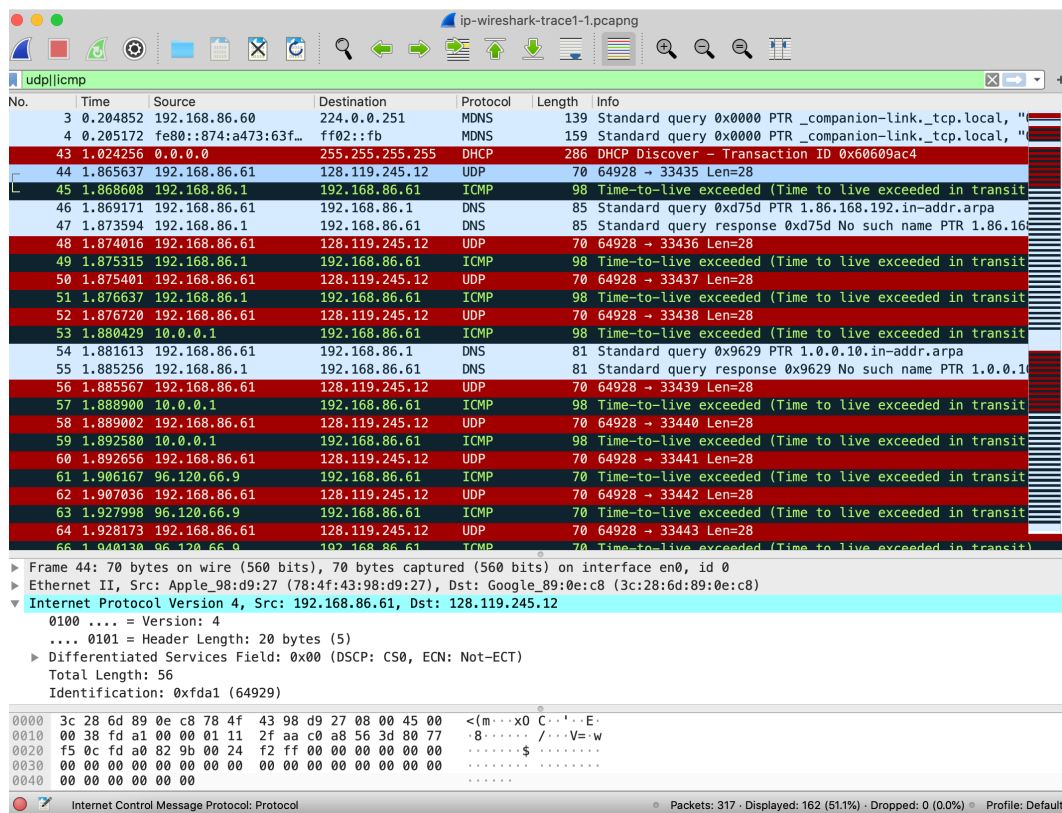 ip-wireshark-trace1-1.pcapng
udp||icmp
No. Time Source Destination Protocol Length Info
3 0.204852 192.168.86.60 224.0.0.251 MDNS 139 Standard query 0x0000 PTR _companion-link._tcp.local, "
4 0.205172 fe80::874:a473:63f… ff02::fb MDNS 159 Standard query 0x0000 PTR _companion-link._tcp.local, "
43 1.024256 0.0.0.0 255.255.255.255 DHCP 286 DHCP Discover – Transaction ID 0x60609ac4
44 1.865637 192.168.86.61 128.119.245.12 UDP 70 64928 → 33435 Len=28
45 1.868608 192.168.86.1 192.168.86.61 ICMP 98 Time-to-live exceeded (Time to live exceeded in transit
46 1.869171 192.168.86.61 192.168.86.1 DNS 85 Standard query 0xd75d PTR 1.86.168.192.in-addr.arpa
47 1.873594 192.168.86.1 192.168.86.61 DNS 85 Standard query response 0xd75d No such name PTR 1.86.168
48 1.874016 192.168.86.61 128.119.245.12 UDP 70 64928 → 33436 Len=28
49 1.875315 192.168.86.1 192.168.86.61 ICMP 98 Time-to-live exceeded (Time to live exceeded in transit
50 1.875401 192.168.86.61 128.119.245.12 UDP 70 64928 → 33437 Len=28
51 1.876637 192.168.86.1 192.168.86.61 ICMP 98 Time-to-live exceeded (Time to live exceeded in transit
52 1.876720 192.168.86.61 128.119.245.12 UDP 70 64928 → 33438 Len=28
53 1.880429 10.0.0.1 192.168.86.61 ICMP 98 Time-to-live exceeded (Time to live exceeded in transit
54 1.881613 192.168.86.61 192.168.86.1 DNS 81 Standard query 0x9629 PTR 1.0.0.10.in-addr.arpa
55 1.885256 192.168.86.1 192.168.86.61 DNS 81 Standard query response 0x9629 No such name PTR 1.0.0.10
56 1.885567 192.168.86.61 128.119.245.12 UDP 70 64928 → 33439 Len=28
57 1.888900 10.0.0.1 192.168.86.61 ICMP 98 Time-to-live exceeded (Time to live exceeded in transit
58 1.889002 192.168.86.61 128.119.245.12 UDP 70 64928 → 33440 Len=28
59 1.892580 10.0.0.1 192.168.86.61 ICMP 98 Time-to-live exceeded (Time to live exceeded in transit
60 1.892656 192.168.86.61 128.119.245.12 UDP 70 64928 → 33441 Len=28
61 1.906167 96.120.66.9 192.168.86.61 ICMP 70 Time-to-live exceeded (Time to live exceeded in transit
62 1.907036 192.168.86.61 128.119.245.12 UDP 70 64928 → 33442 Len=28
63 1.927998 96.120.66.9 192.168.86.61 ICMP 70 Time-to-live exceeded (Time to live exceeded in transit
64 1.928173 192.168.86.61 128.119.245.12 UDP 70 64928 → 33443 Len=28
66 1.940130 96.120.66.9 192.168.86.61 ICMP 70 Time-to-live exceeded (Time to live exceeded in transit)
Frame 44: 70 bytes on wire (560 bits), 70 bytes captured (560 bits) on interface en0, id 0
Ethernet II, Src: Apple_98:d9:27 (78:4f:43:98:d9:27), Dst: Google_89:0e:c8 (3c:28:6d:89:0e:c8)
Internet Protocol Version 4, Src: 192.168.86.61, Dst: 128.119.245.12
0100 .... = Version: 4
.... 0101 = Header Length: 20 bytes (5)
Differentiated Services Field: 0x00 (DSCP: CS0, ECN: Not-ECT)
Total Length: 56
Identification: 0xfda1 (64929)
0000 3c 28 6d 89 0e c8 78 4f 43 98 d9 27 08 00 45 00 <(m···xO C··'··E·
0010 00 38 fd a1 00 00 01 11 2f aa c0 a8 56 3d 80 77 ·8······ /···V=·w
0020 f5 0c fd a0 82 9b 00 24 f2 ff 00 00 00 00 00 00 ·······$ ········
0030 00 00 00 00 00 00 00 00 00 00 00 00 00 00 00 00 ········ ········
0040 00 00 00 00 00 00 ······
Internet Control Message Protocol: Protocol Packets: 317 · Displayed: 162 (51.1%) · Dropped: 0 (0.0%) Profile: Default